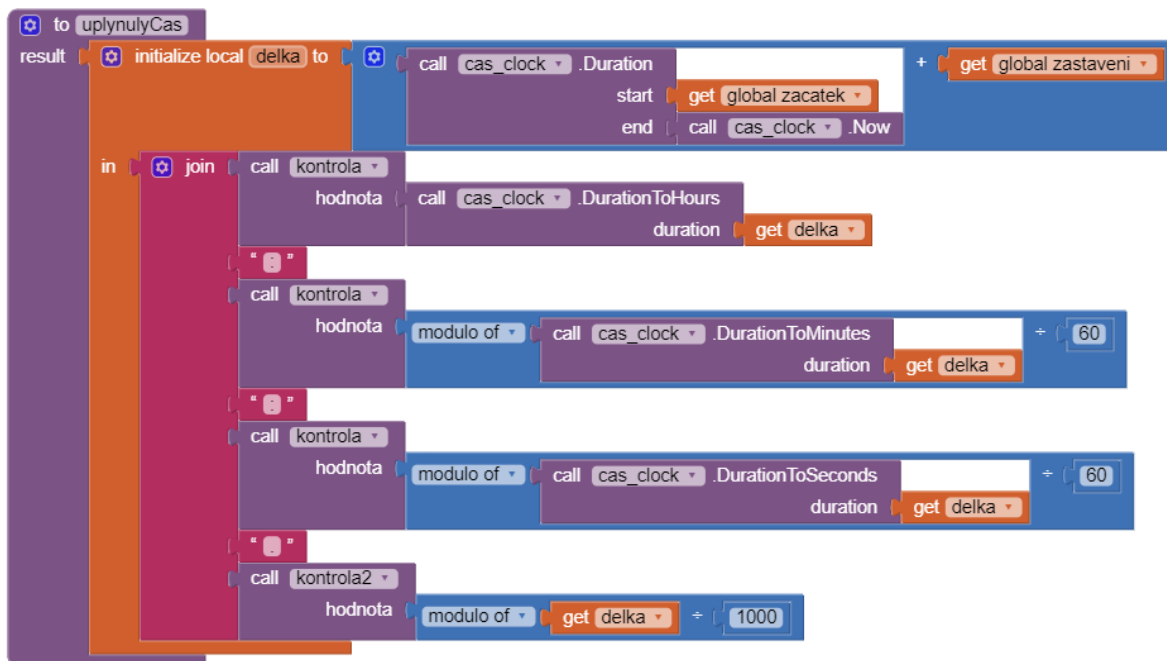 to uplynulyCas
result initialize local delka to call cas_clock .Duration + get global zastaveni
start get global zacatek
end call cas_clock .Now
in join call kontrola
hodnota call cas_clock .DurationToHours
duration get delka
" : "
call kontrola
hodnota modulo of call cas_clock .DurationToMinutes ÷ 60
duration get delka
" : "
call kontrola
hodnota modulo of call cas_clock .DurationToSeconds ÷ 60
duration get delka
" . "
call kontrola2
hodnota modulo of get delka ÷ 1000